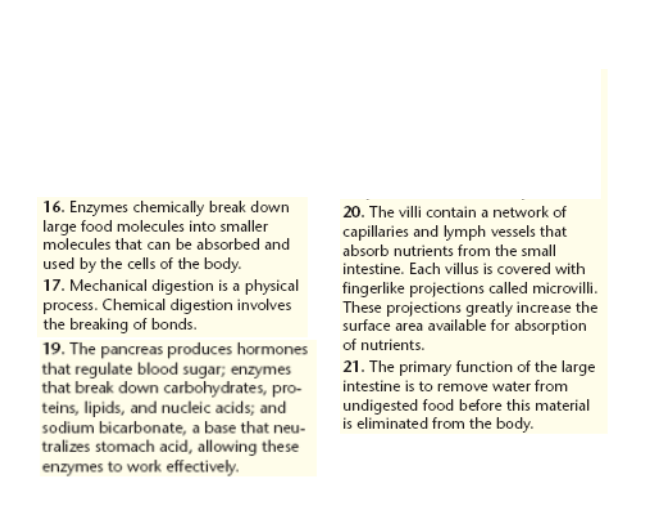 16. Enzymes chemically break down
large food molecules into smaller
molecules that can be absorbed and
used by the cells of the body.
17. Mechanical digestion is a physical
process. Chemical digestion involves
the breaking of bonds.
19. The pancreas produces hormones
that regulate blood sugar; enzymes
that break down carbohydrates, pro-
teins, lipids, and nucleic acids; and
sodium bicarbonate, a base that neu-
tralizes stomach acid, allowing these
enzymes to work effectively.
20. The villi contain a network of
capillaries and lymph vessels that
absorb nutrients from the small
intestine. Each villus is covered with
fingerlike projections called microvilli.
These projections greatly increase the
surface area available for absorption
of nutrients.
21. The primary function of the large
intestine is to remove water from
undigested food before this material
is eliminated from the body.